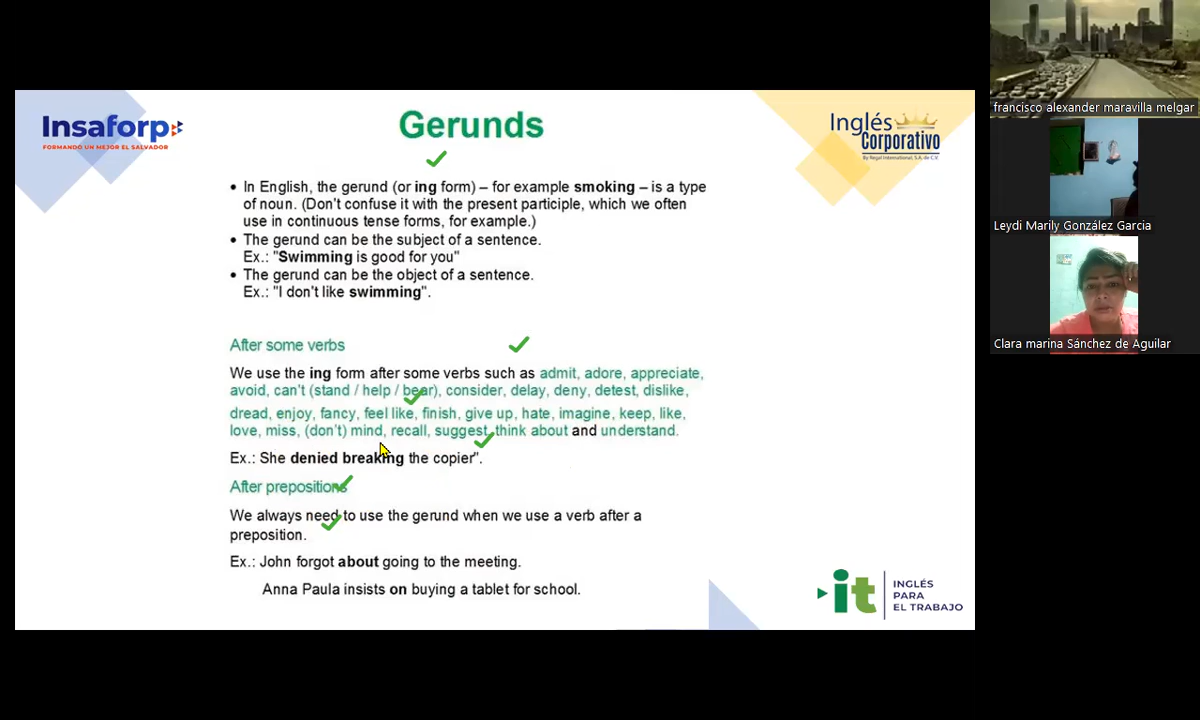 Insaforp
FORMANDO UN MEJOR EL SALVADOR
Gerunds
Inglés
Corporativo
By Regal International, S.A. de C.V.
• In English, the gerund (or ing form) – for example smoking – is a type
of noun. (Don't confuse it with the present participle, which we often
use in continuous tense forms, for example.)
• The gerund can be the subject of a sentence.
Ex.: "Swimming is good for you"
• The gerund can be the object of a sentence.
Ex.: "I don't like swimming".
After some verbs
We use the ing form after some verbs such as admit, adore, appreciate,
avoid, can't (stand / help / bear), consider, delay, deny, detest, dislike,
dread, enjoy, fancy, feel like, finish, give up, hate, imagine, keep, like,
love, miss, (don't) mind, recall, suggest, think about and understand.
Ex.: She denied breaking the copier".
After prepositions
We always need to use the gerund when we use a verb after a
preposition.
Ex.: John forgot about going to the meeting.
Anna Paula insists on buying a tablet for school.
it
INGLÉS
PARA
EL TRABAJO
francisco alexander maravilla melgar
Leydi Marily González Garcia
Clara marina Sánchez de Aguilar